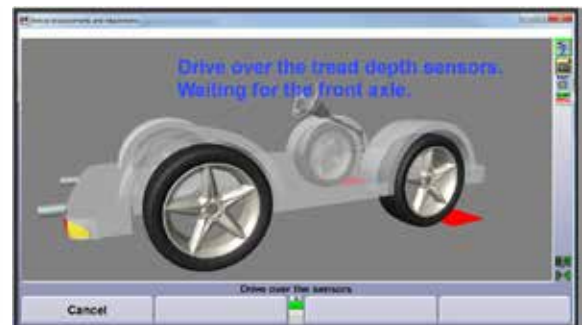 Drive over the tread depth sensors.
Waiting for the front axle.
Drive over the sensors
Cancel